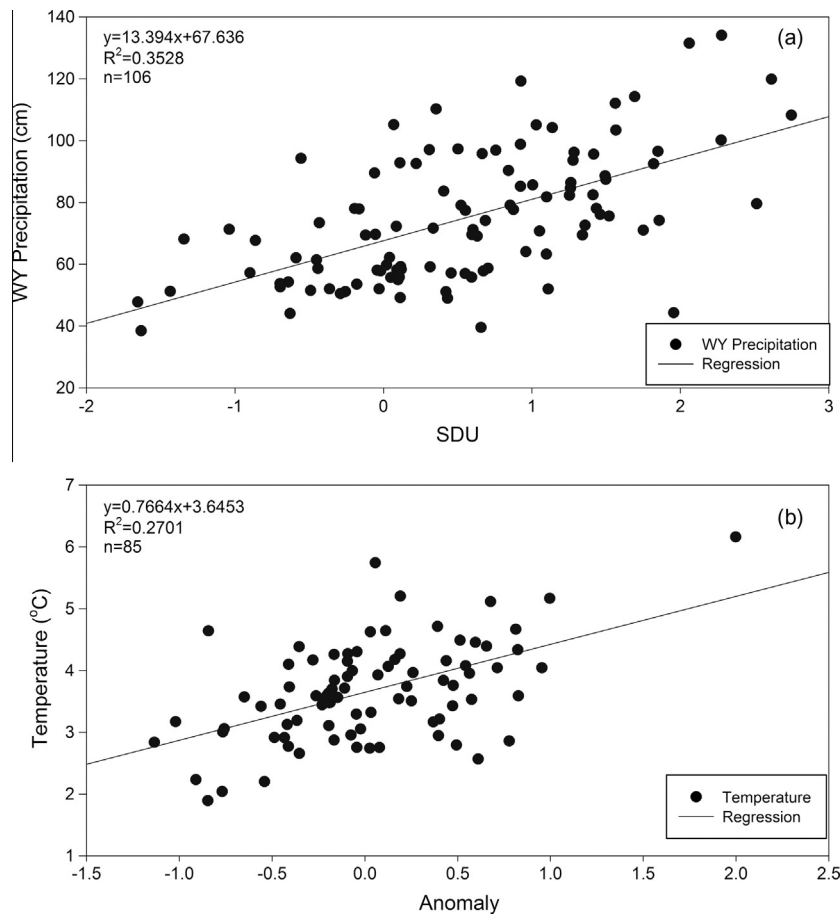 y=13.394x+67.636
R²=0.3528
n=106
(a)
WY Precipitation (cm)
140
120
100
80
60
40
20
-2
-1
0
1
2
3
SDU
WY Precipitation
Regression
y=0.7664x+3.6453
R²=0.2701
n=85
(b)
Temperature (°C)
7
6
5
4
3
2
1
-1.5
-1.0
-0.5
0.0
0.5
1.0
1.5
2.0
2.5
Anomaly
Temperature
Regression